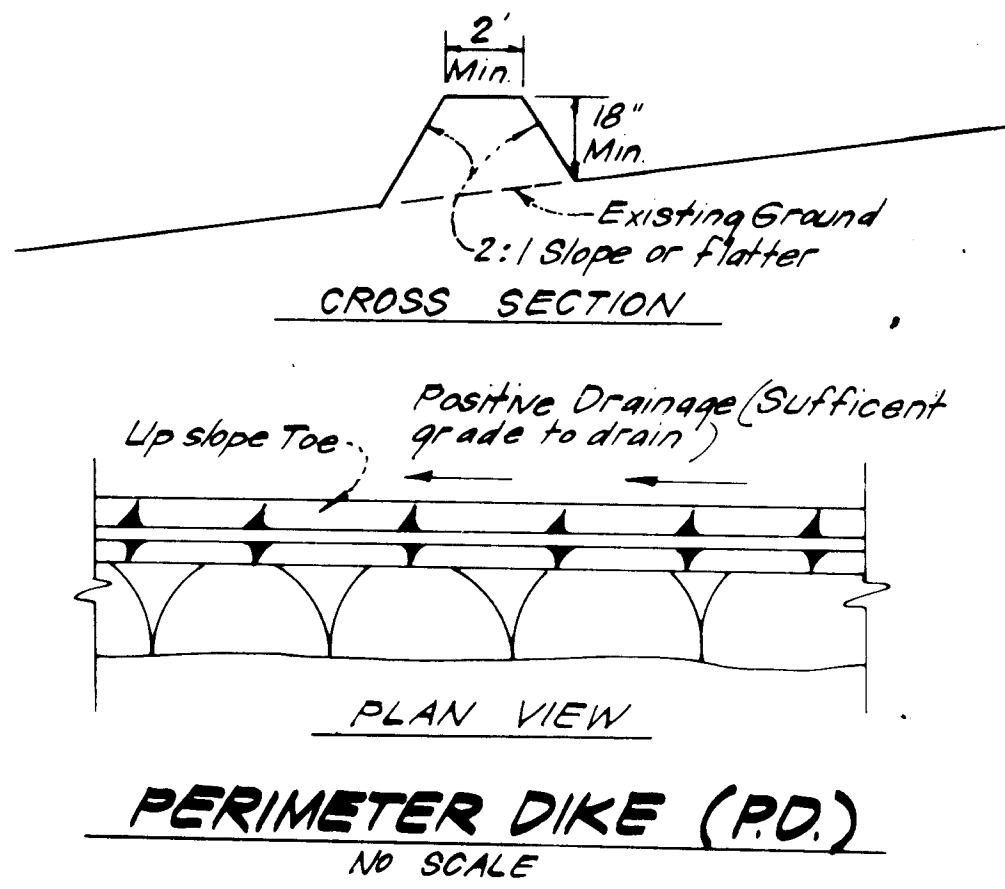 2'
Min.
18"
Min.
Existing Ground
2:1 Slope or flatter
CROSS SECTION
Positive Drainage (Sufficent
grade to drain)
Up slope Toe
PLAN VIEW
PERIMETER DIKE (P.D.)
NO SCALE